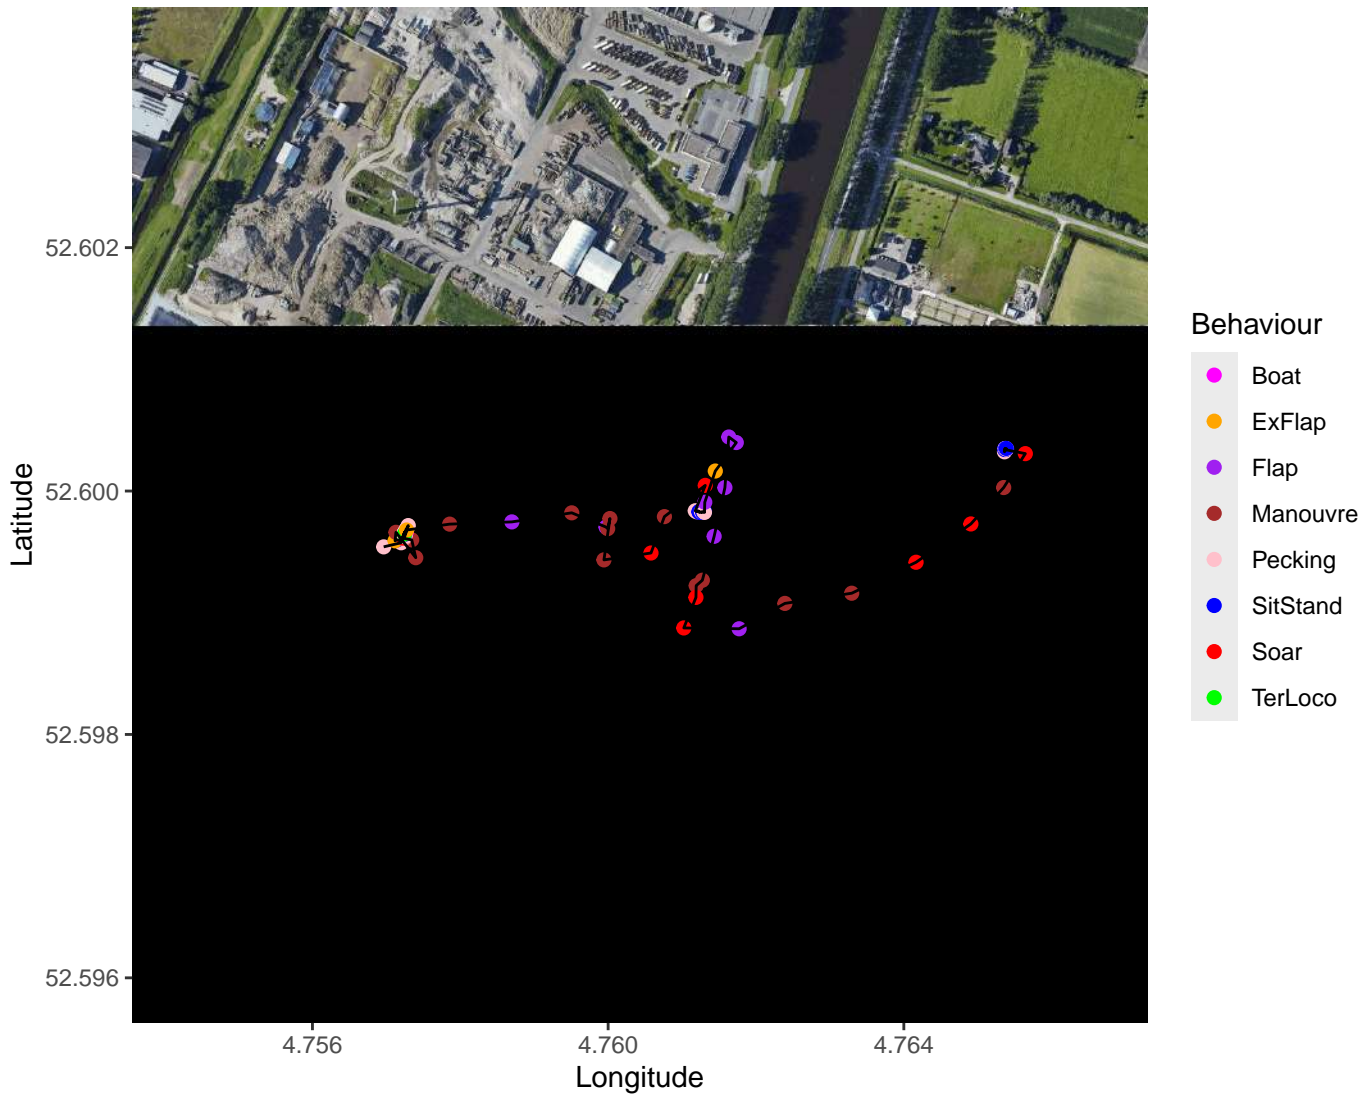 52.602
52.600
52.598
52.596
Latitude
4.756
4.760
4.764
Longitude
Behaviour
Boat
ExFlap
Flap
Manouvre
Pecking
SitStand
Soar
TerLoco